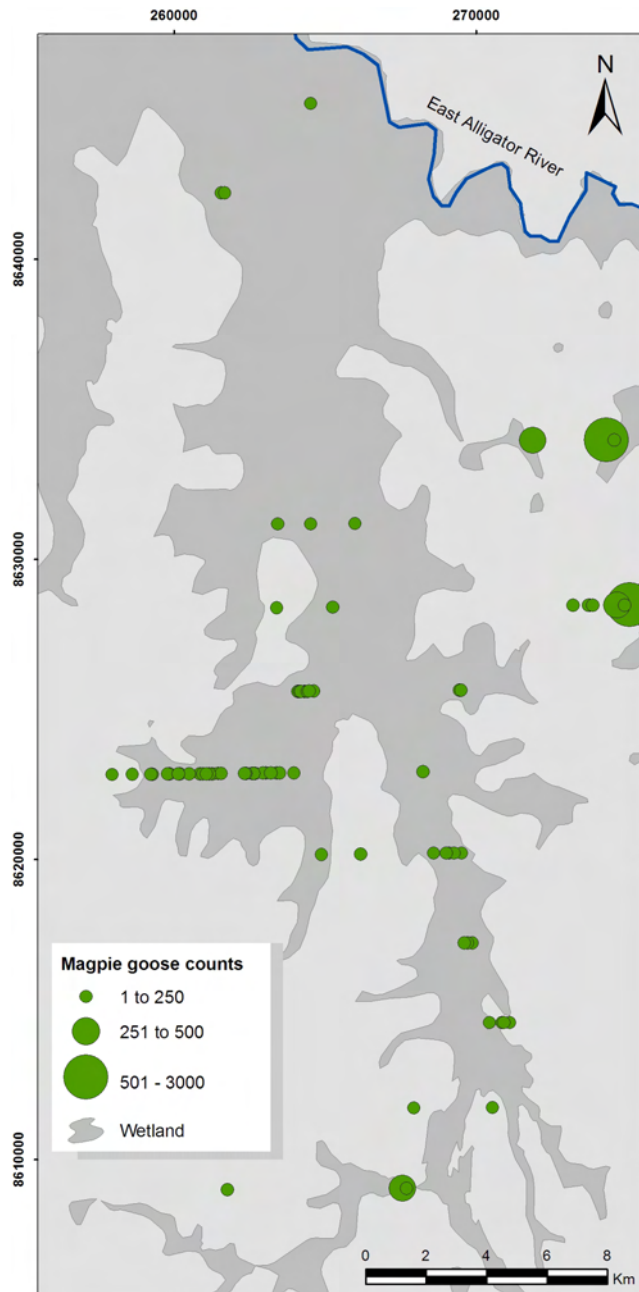 260000 270000
N
East Alligator River
8640000
8630000
8620000
8610000
Magpie goose counts
1 to 250
251 to 500
501 - 3000
Wetland
0 2 4 6 8
Km